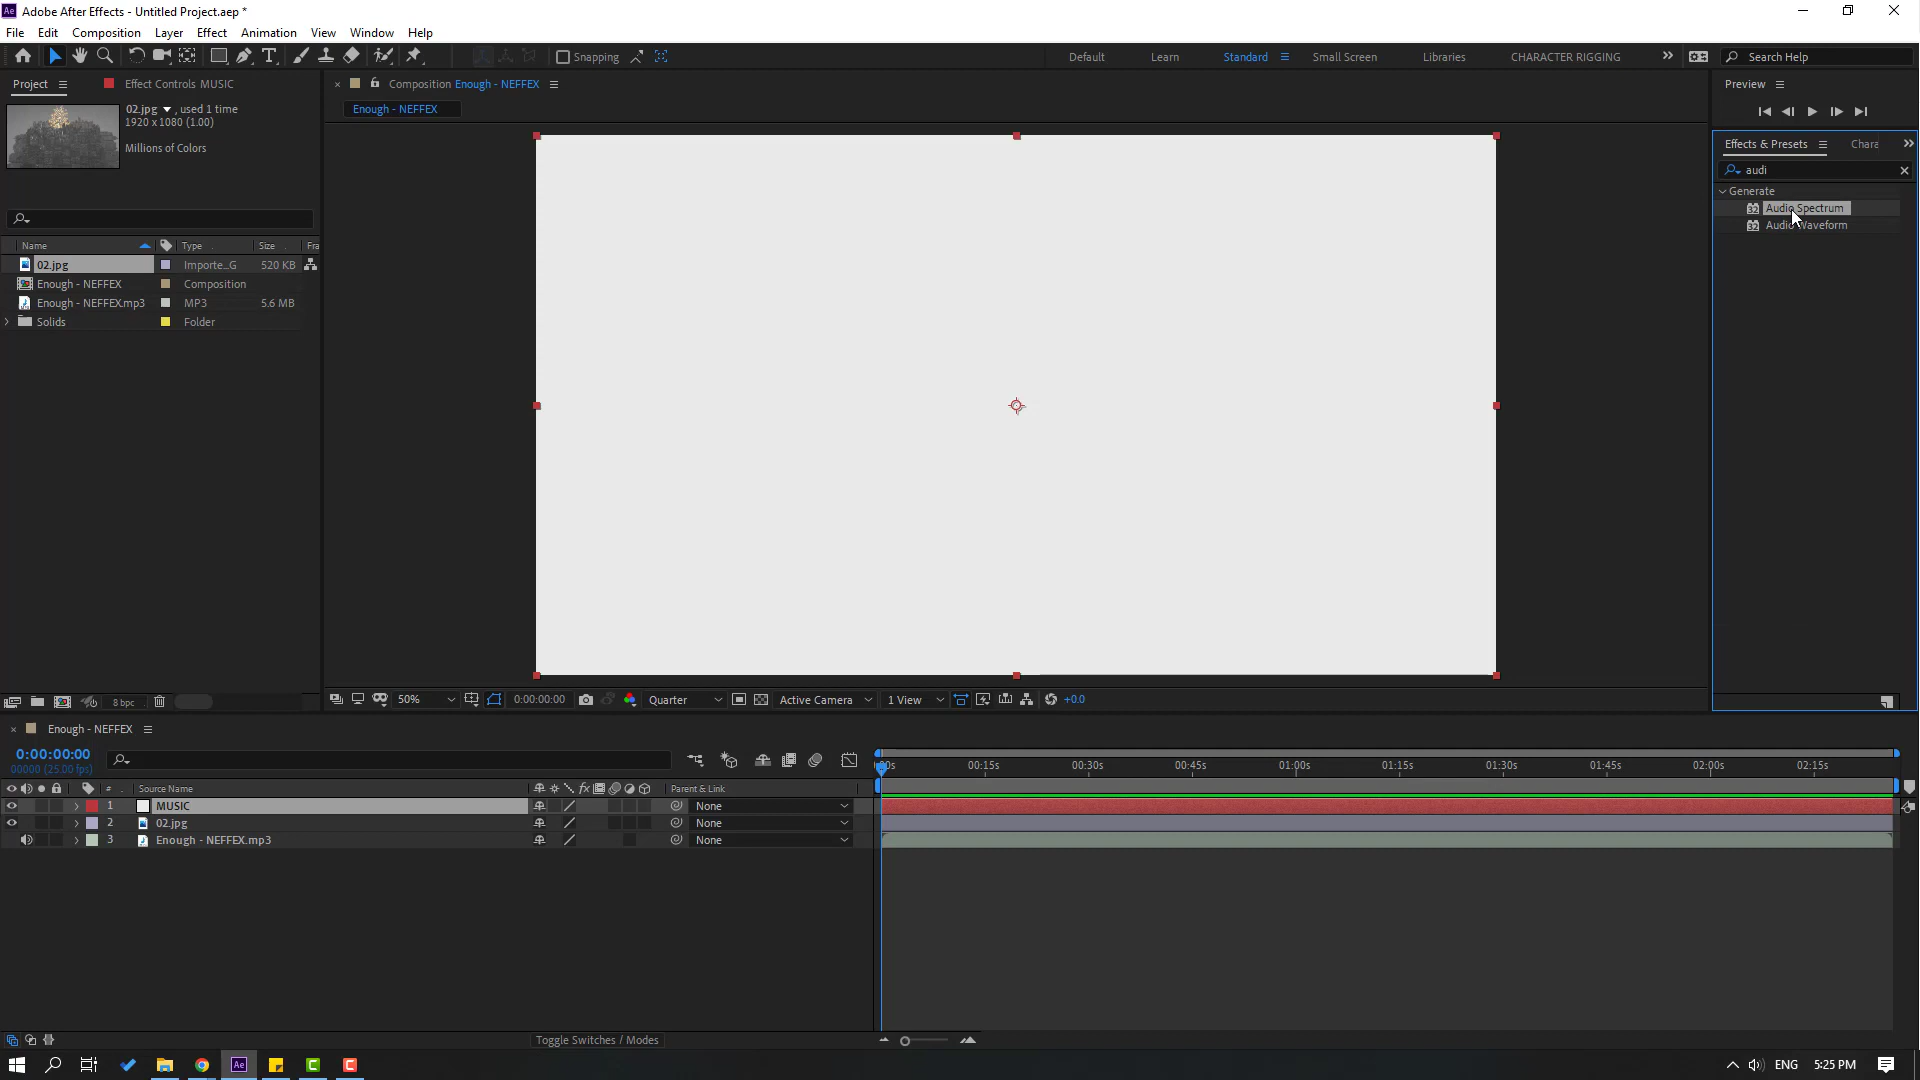 Adobe After Effects - Untitled Project.aep *
File Edit Composition Layer Effect Animation View Window Help
Snapping
Default Learn Standard Small Screen Libraries CHARACTER RIGGING
Search Help
Project
Effect Controls MUSIC
02.jpg , used 1 time
1920 x 1080 (1.00)
Millions of Colors
Name Type Size Fra
02.jpg Importe_G 520 KB
Enough - NEFFEX Composition
Enough - NEFFEX.mp3 MP3 5.6 MB
Solids Folder
8 bpc
Composition Enough - NEFFEX
Enough - NEFFEX
50% 0:00:00:00 Quarter Active Camera 1 View +0.0
Preview
Effects & Presets Chara
audi
Generate
Audio Spectrum
Audio Waveform
Enough - NEFFEX
0:00:00:00
00000 (25.00 fps)
# Source Name Parent & Link
1 MUSIC None
2 02.jpg None
3 Enough - NEFFEX.mp3 None
00s 00:15s 00:30s 00:45s 01:00s 01:15s 01:30s 01:45s 02:00s 02:15s
Toggle Switches / Modes
ENG 5:25 PM